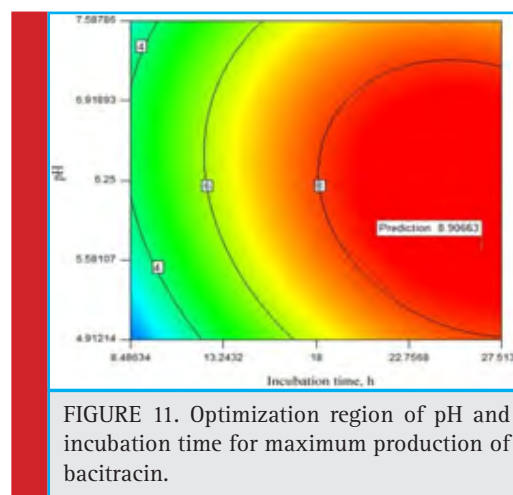 7.58786
6.91893
6.25
5.58107
4.91214
pH
4
6
8
4
Prediction 8.90663
8.48634 13.2432 18 22.7568 27.513
Incubation time, h
FIGURE 11. Optimization region of pH and
incubation time for maximum production of
bacitracin.